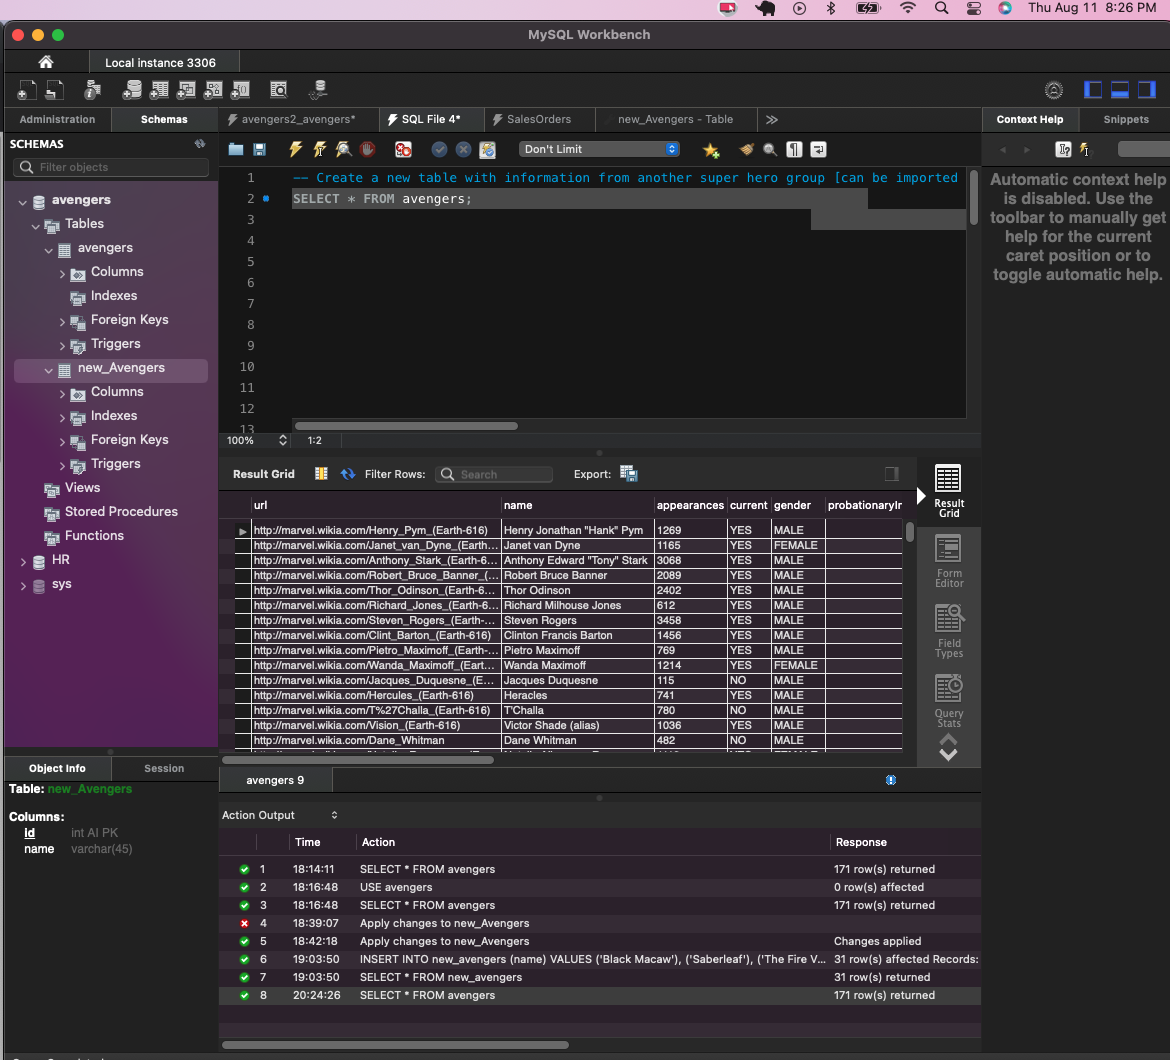 Thu Aug 11 8:26 PM
MySQL Workbench
Local instance 3306
Administration
Schemas
avengers2_avengers*
SQL File 4*
SalesOrders
new_Avengers - Table
Context Help
Snippets
SCHEMAS
Filter objects
avengers
Tables
avengers
Columns
Indexes
Foreign Keys
Triggers
new_Avengers
Columns
Indexes
Foreign Keys
Triggers
Views
Stored Procedures
Functions
HR
sys
Object Info
Session
Table: new_Avengers
Columns:
id int AI PK
name varchar(45)
Don't Limit
1 -- Create a new table with information from another super hero group [can be imported
2 SELECT * FROM avengers;
3
4
5
6
7
8
9
10
11
12
13
100% 1:2
Result Grid Filter Rows: Search Export:
url name appearances current gender probationaryIr
http://marvel.wikia.com/Henry_Pym_(Earth-616) Henry Jonathan "Hank" Pym 1269 YES MALE
http://marvel.wikia.com/Janet_van_Dyne_(Earth... Janet van Dyne 1165 YES FEMALE
http://marvel.wikia.com/Anthony_Stark_(Earth-6... Anthony Edward "Tony" Stark 3068 YES MALE
http://marvel.wikia.com/Robert_Bruce_Banner_(... Robert Bruce Banner 2089 YES MALE
http://marvel.wikia.com/Thor_Odinson_(Earth-6... Thor Odinson 2402 YES MALE
http://marvel.wikia.com/Richard_Jones_(Earth-6... Richard Milhouse Jones 612 YES MALE
http://marvel.wikia.com/Steven_Rogers_(Earth-6... Steven Rogers 3458 YES MALE
http://marvel.wikia.com/Clint_Barton_(Earth-616) Clinton Francis Barton 1456 YES MALE
http://marvel.wikia.com/Pietro_Maximoff_(Earth-... Pietro Maximoff 769 YES MALE
http://marvel.wikia.com/Wanda_Maximoff_(Eart... Wanda Maximoff 1214 YES FEMALE
http://marvel.wikia.com/Jacques_Duquesne_(E... Jacques Duquesne 115 NO MALE
http://marvel.wikia.com/Hercules_(Earth-616) Heracles 741 YES MALE
http://marvel.wikia.com/T%27Challa_(Earth-616) T'Challa 780 NO MALE
http://marvel.wikia.com/Vision_(Earth-616) Victor Shade (alias) 1036 YES MALE
http://marvel.wikia.com/Dane_Whitman Dane Whitman 482 NO MALE
Result
Grid
Form
Editor
Field
Types
Query
Stats
avengers 9
Action Output
Time Action Response
1 18:14:11 SELECT * FROM avengers 171 row(s) returned
2 18:16:48 USE avengers 0 row(s) affected
3 18:16:48 SELECT * FROM avengers 171 row(s) returned
4 18:39:07 Apply changes to new_Avengers
5 18:42:18 Apply changes to new_Avengers Changes applied
6 19:03:50 INSERT INTO new_avengers (name) VALUES ('Black Macaw'), ('Saberleaf'), ('The Fire V... 31 row(s) affected Records:
7 19:03:50 SELECT * FROM new_avengers 31 row(s) returned
8 20:24:26 SELECT * FROM avengers 171 row(s) returned
Automatic context help
is disabled. Use the
toolbar to manually get
help for the current
caret position or to
toggle automatic help.